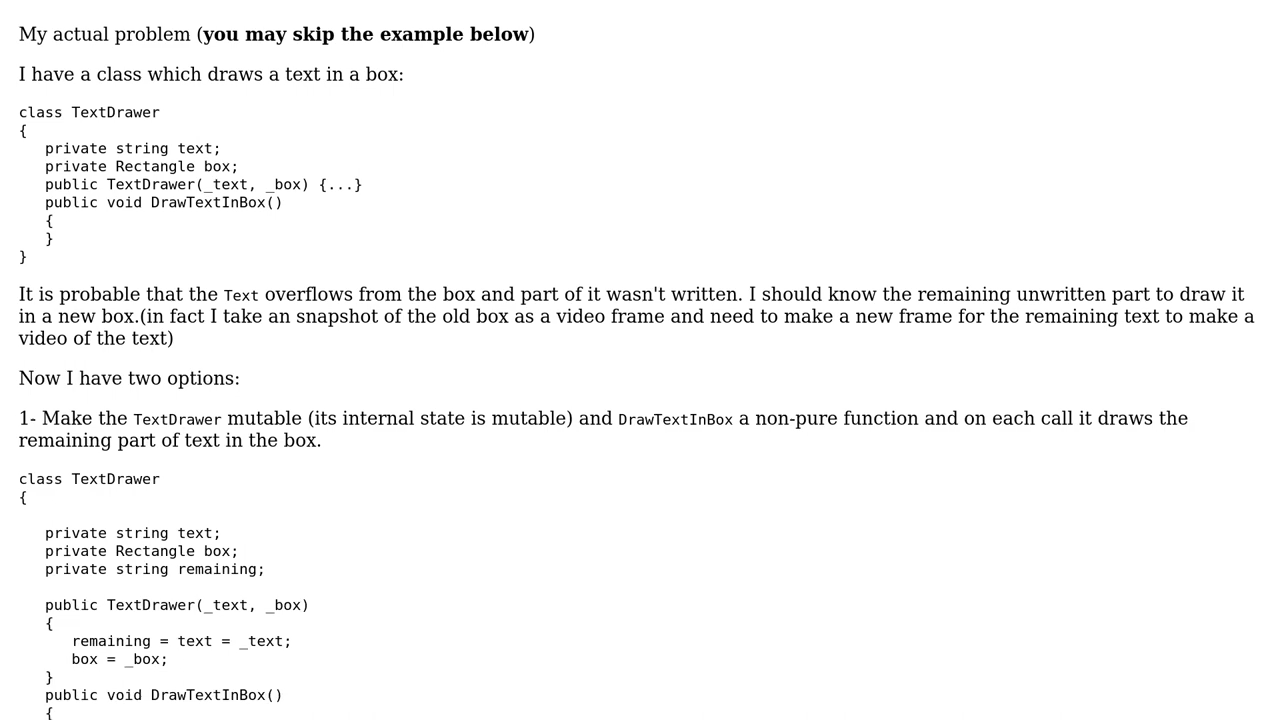 My actual problem (you may skip the example below)
I have a class which draws a text in a box:
class TextDrawer
{
   private string text;
   private Rectangle box;
   public TextDrawer(_text, _box) {...}
   public void DrawTextInBox()
   {
   }
}
It is probable that the Text overflows from the box and part of it wasn't written. I should know the remaining unwritten part to draw it
in a new box.(in fact I take an snapshot of the old box as a video frame and need to make a new frame for the remaining text to make a
video of the text)
Now I have two options:
1- Make the TextDrawer mutable (its internal state is mutable) and DrawTextInBox a non-pure function and on each call it draws the
remaining part of text in the box.
class TextDrawer
{
   private string text;
   private Rectangle box;
   private string remaining;
   public TextDrawer(_text, _box)
   {
      remaining = text = _text;
      box = _box;
   }
   public void DrawTextInBox()
   {